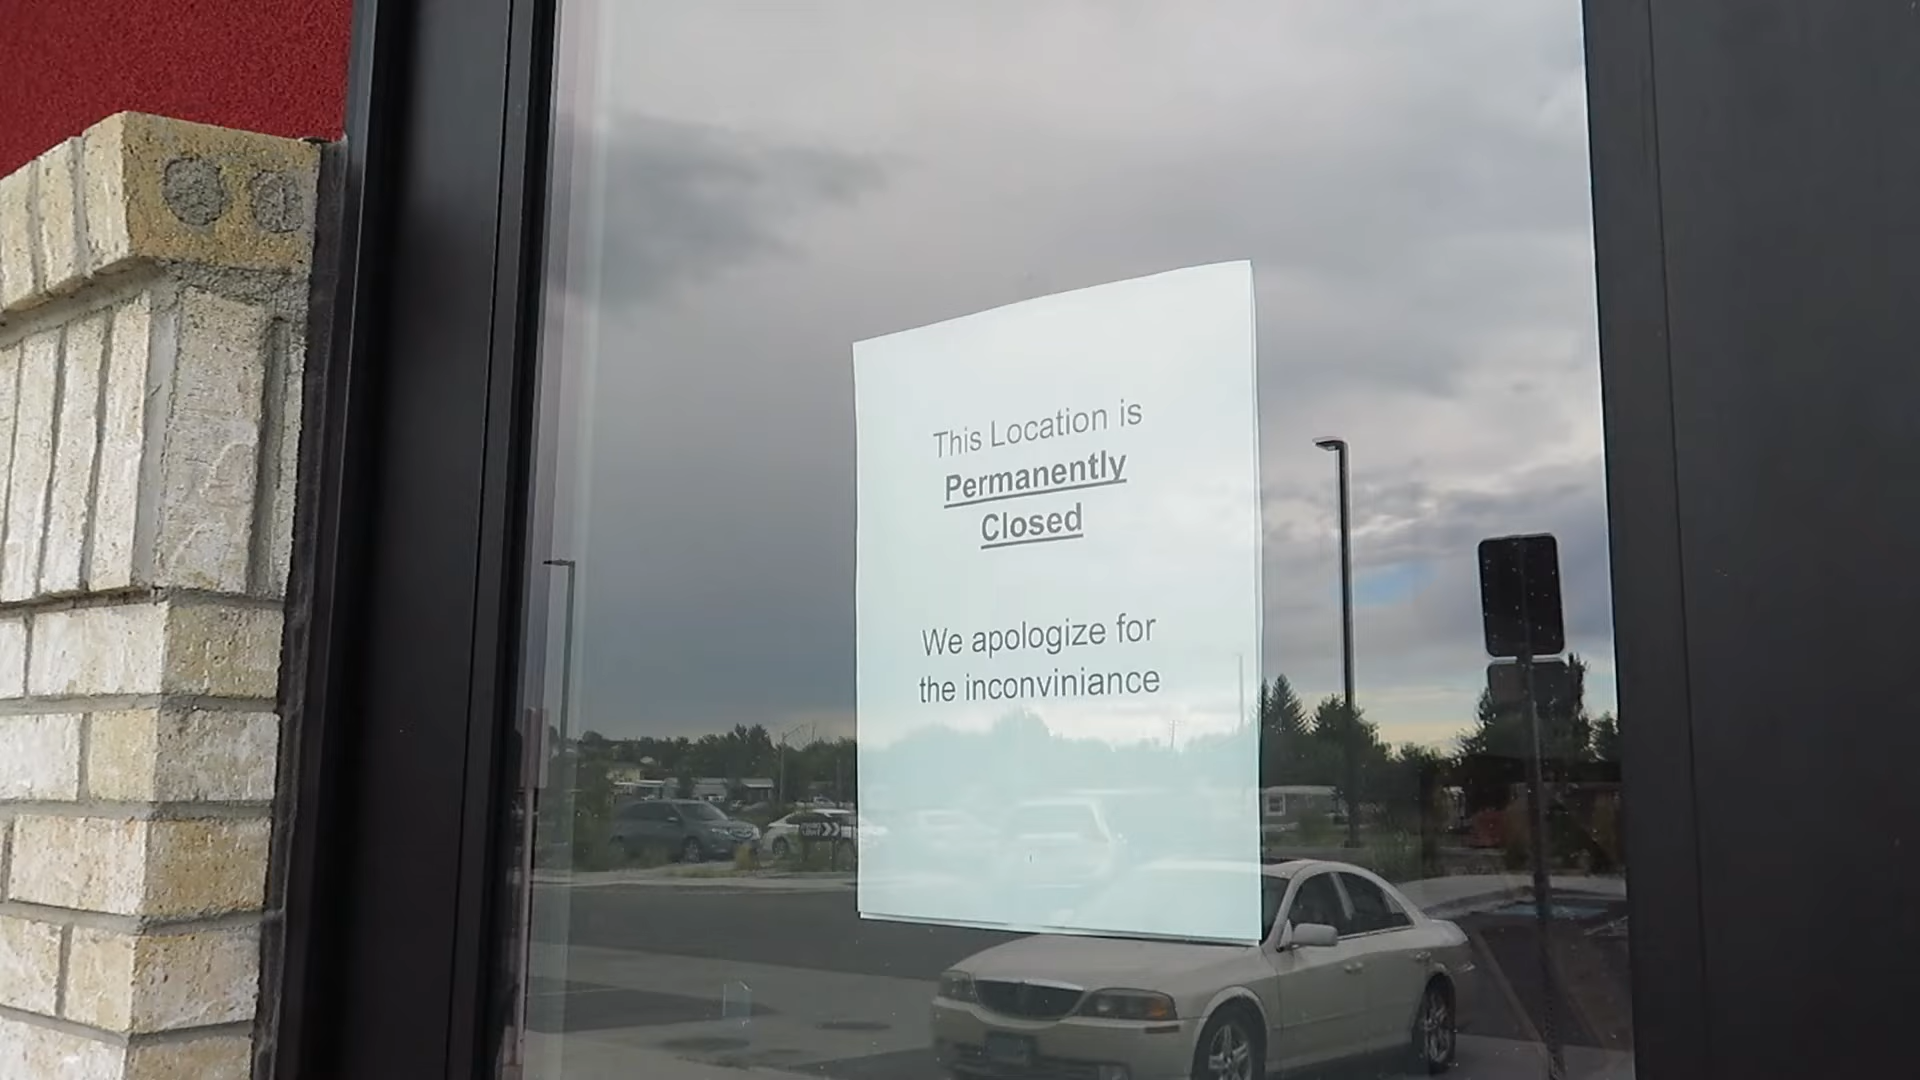 This Location is
Permanently
Closed
We apologize for
the inconviniance